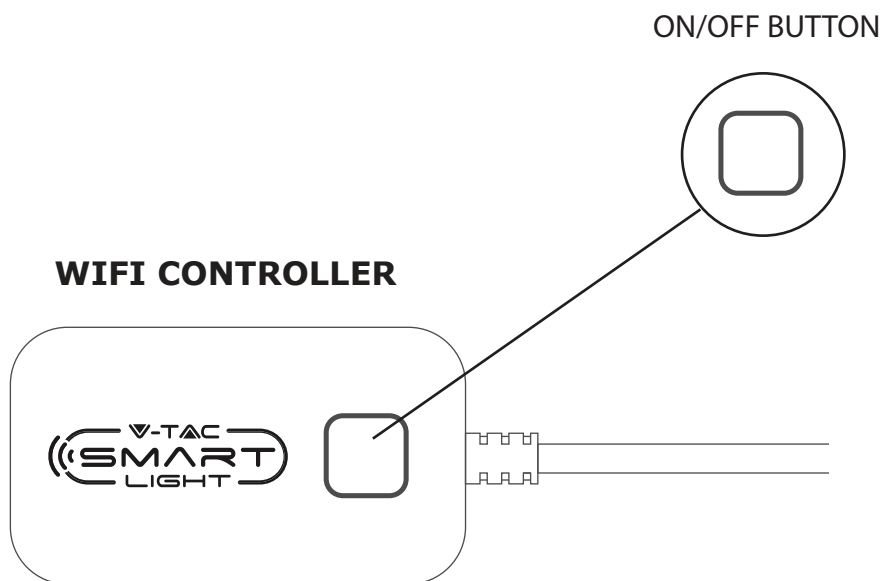 ON/OFF BUTTON
WIFI CONTROLLER
V-TAC
SMART
LIGHT